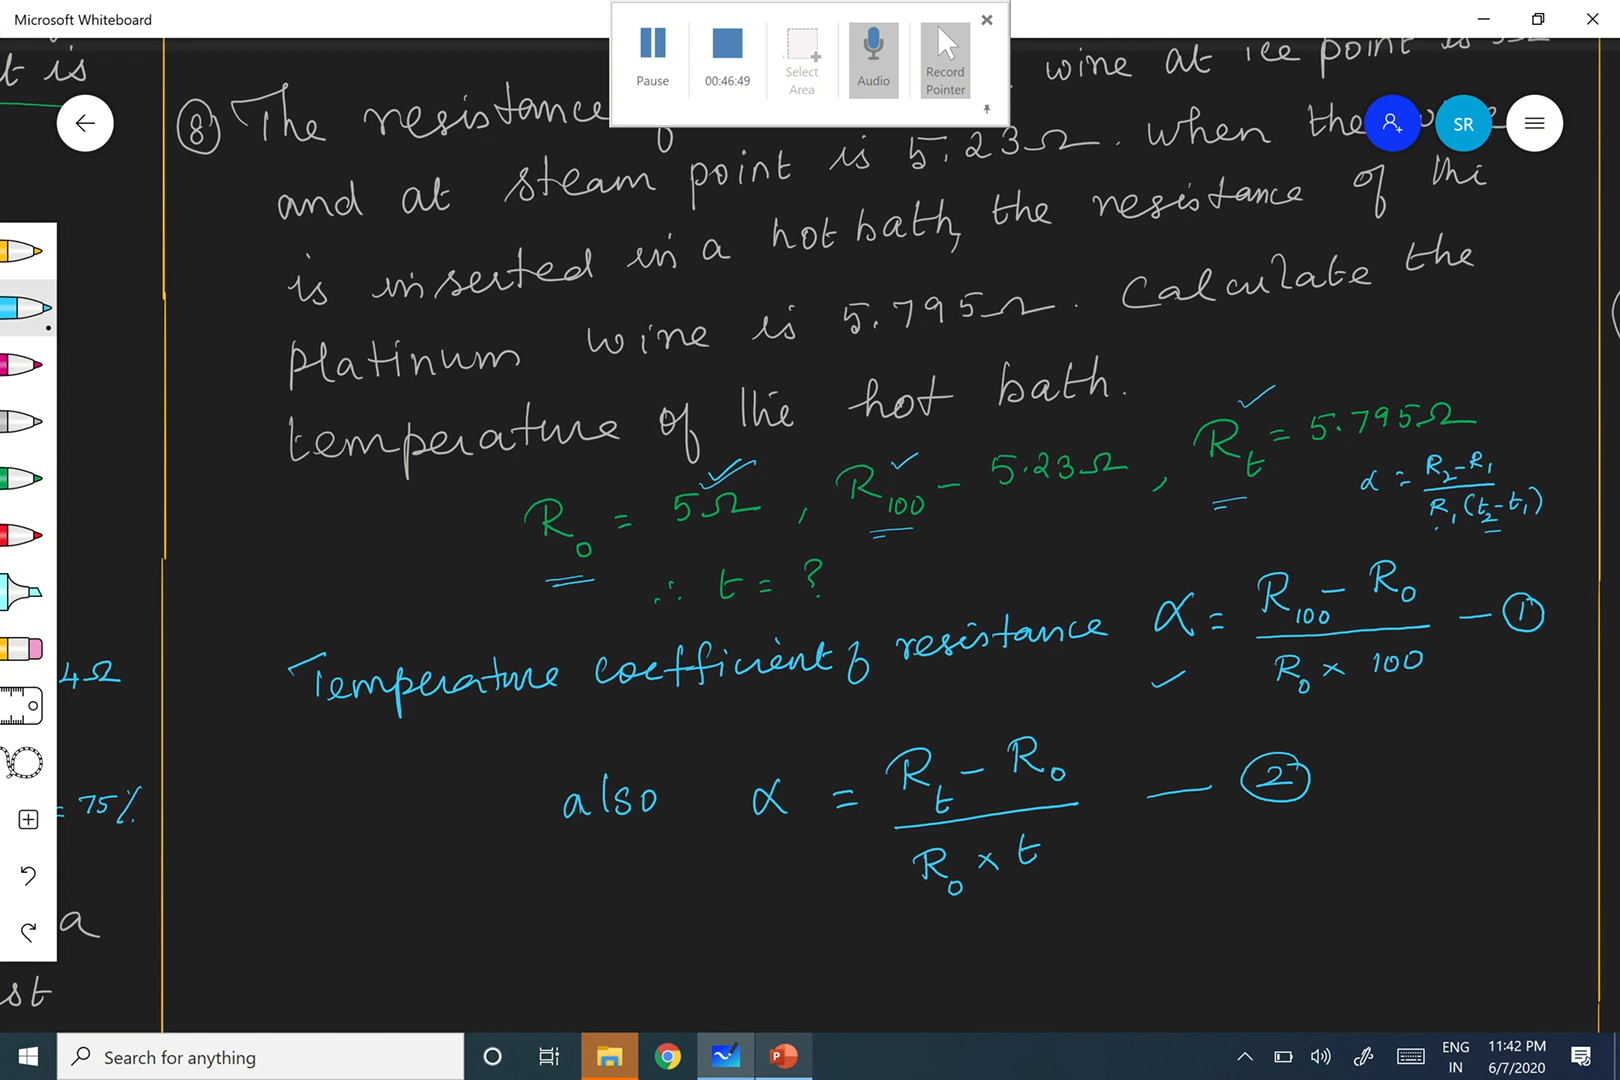 Microsoft Whiteboard
Pause
00:46:49
Select Area
Audio
Record Pointer
t is
wire at ice point is 5Ω
⑧ The resistance
SR
and at steam point is 5.23Ω. When the
is inserted in a hot bath, the resistance of the
platinum wire is 5.795Ω. Calculate the
temperature of the hot bath.
R₀ = 5Ω, R₁₀₀ – 5.23Ω, Rₜ = 5.795Ω
α = (R₂–R₁)/(R₁(t₂–t₁))
∴ t = ?
Temperature coefficient of resistance α = (R₁₀₀ – R₀)/(R₀ × 100) — ①
4Ω
also α = (Rₜ – R₀)/(R₀ × t) — ②
= 75%
a
st
Search for anything
ENG
IN
11:42 PM
6/7/2020